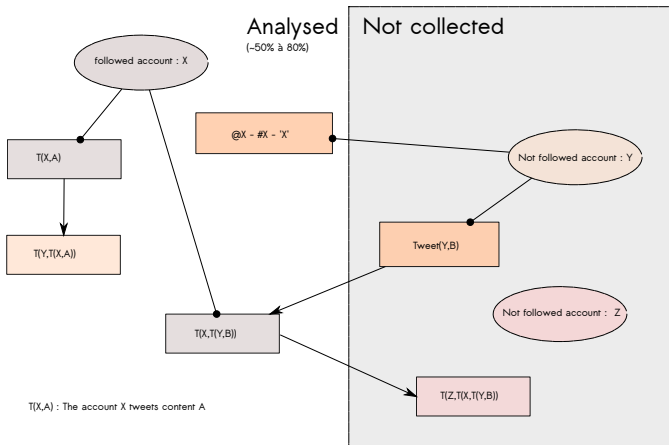 Analysed
Not collected
(~50% à 80%)
followed account : X
@X - #X - 'X'
T(X,A)
Not followed account : Y
T(Y,T(X,A))
Tweet(Y,B)
Not followed account : Z
T(X,T(Y,B))
T(Z,T(X,T(Y,B))
T(X,A) : The account X tweets content A